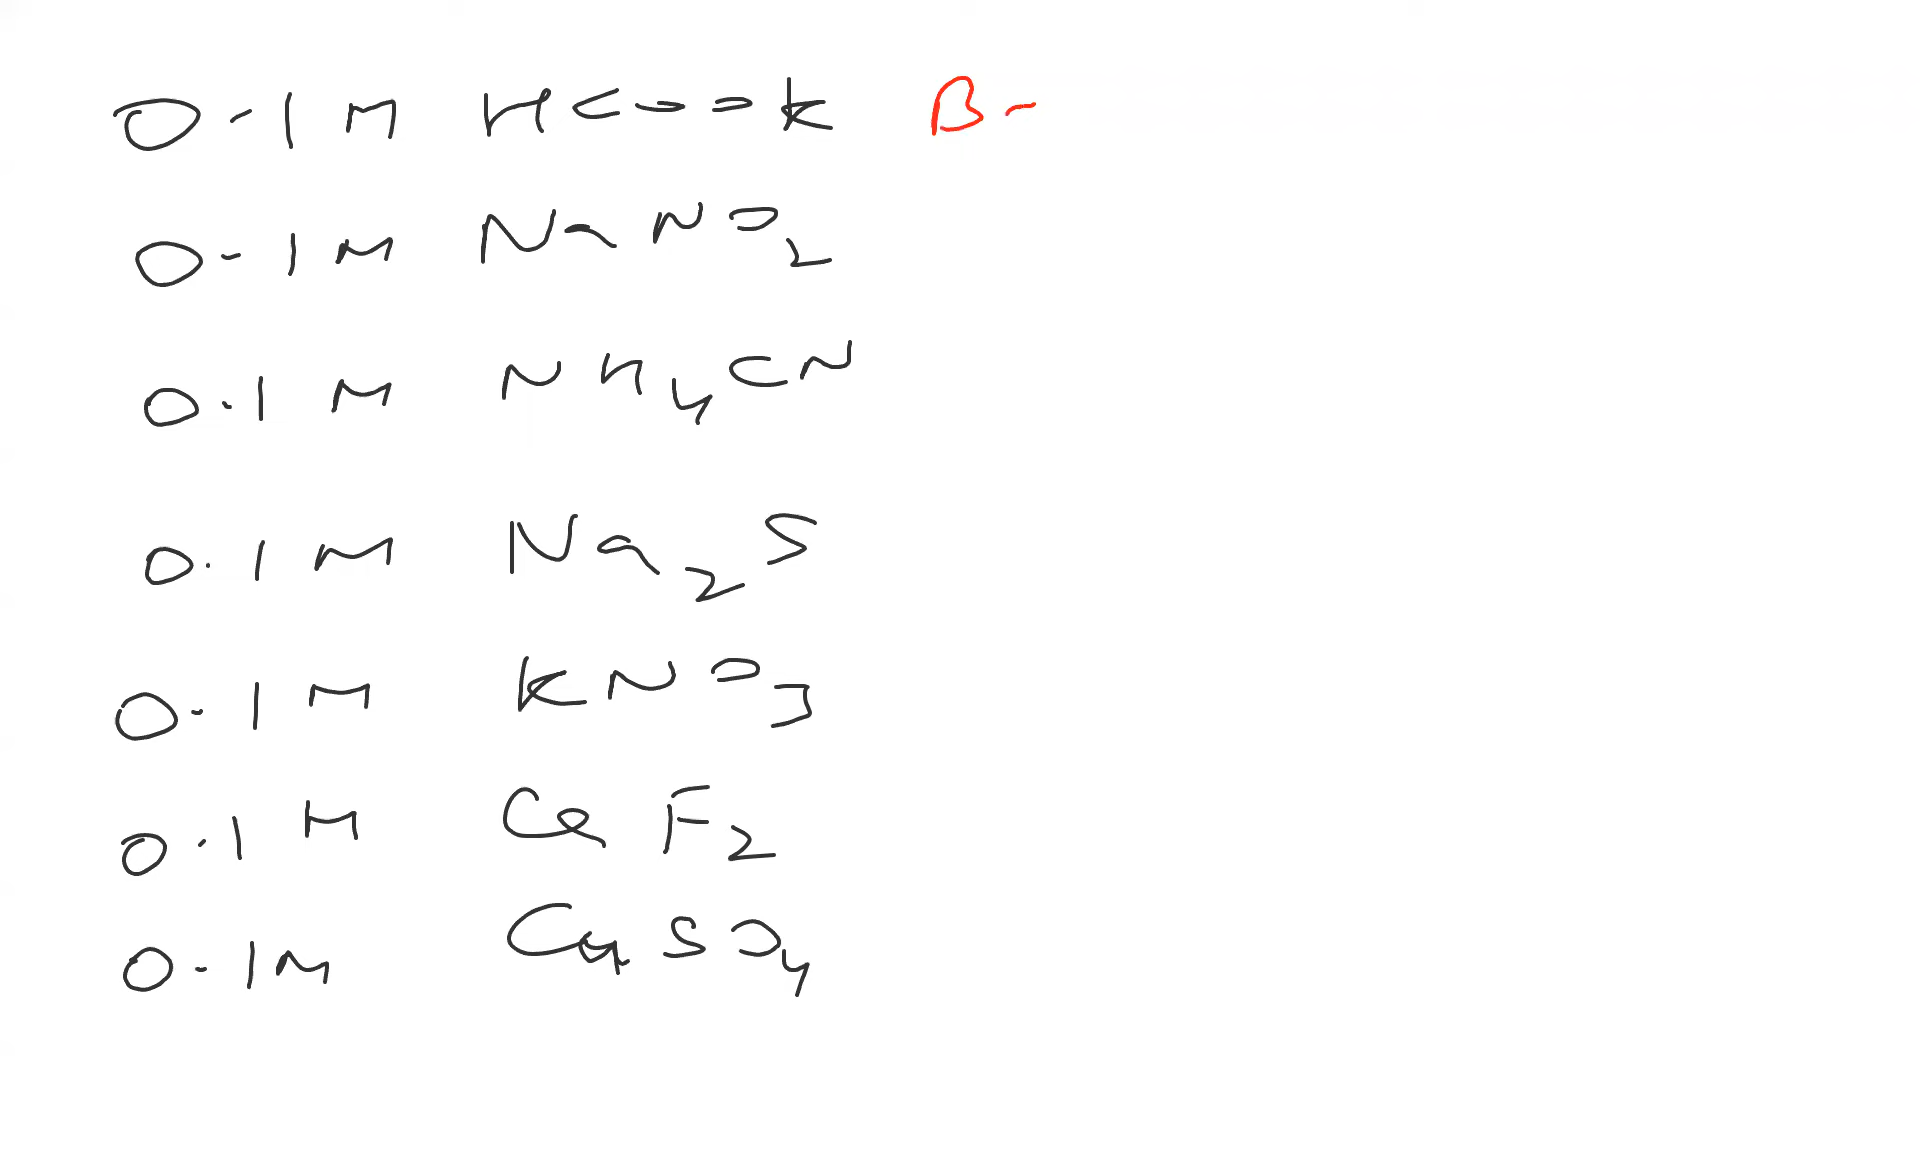 0.1 M HCOOK B-
0.1 M NaNO2
0.1 M NH4CN
0.1 M Na2S
0.1 M KNO3
0.1 M CaF2
0.1 M CuSO4